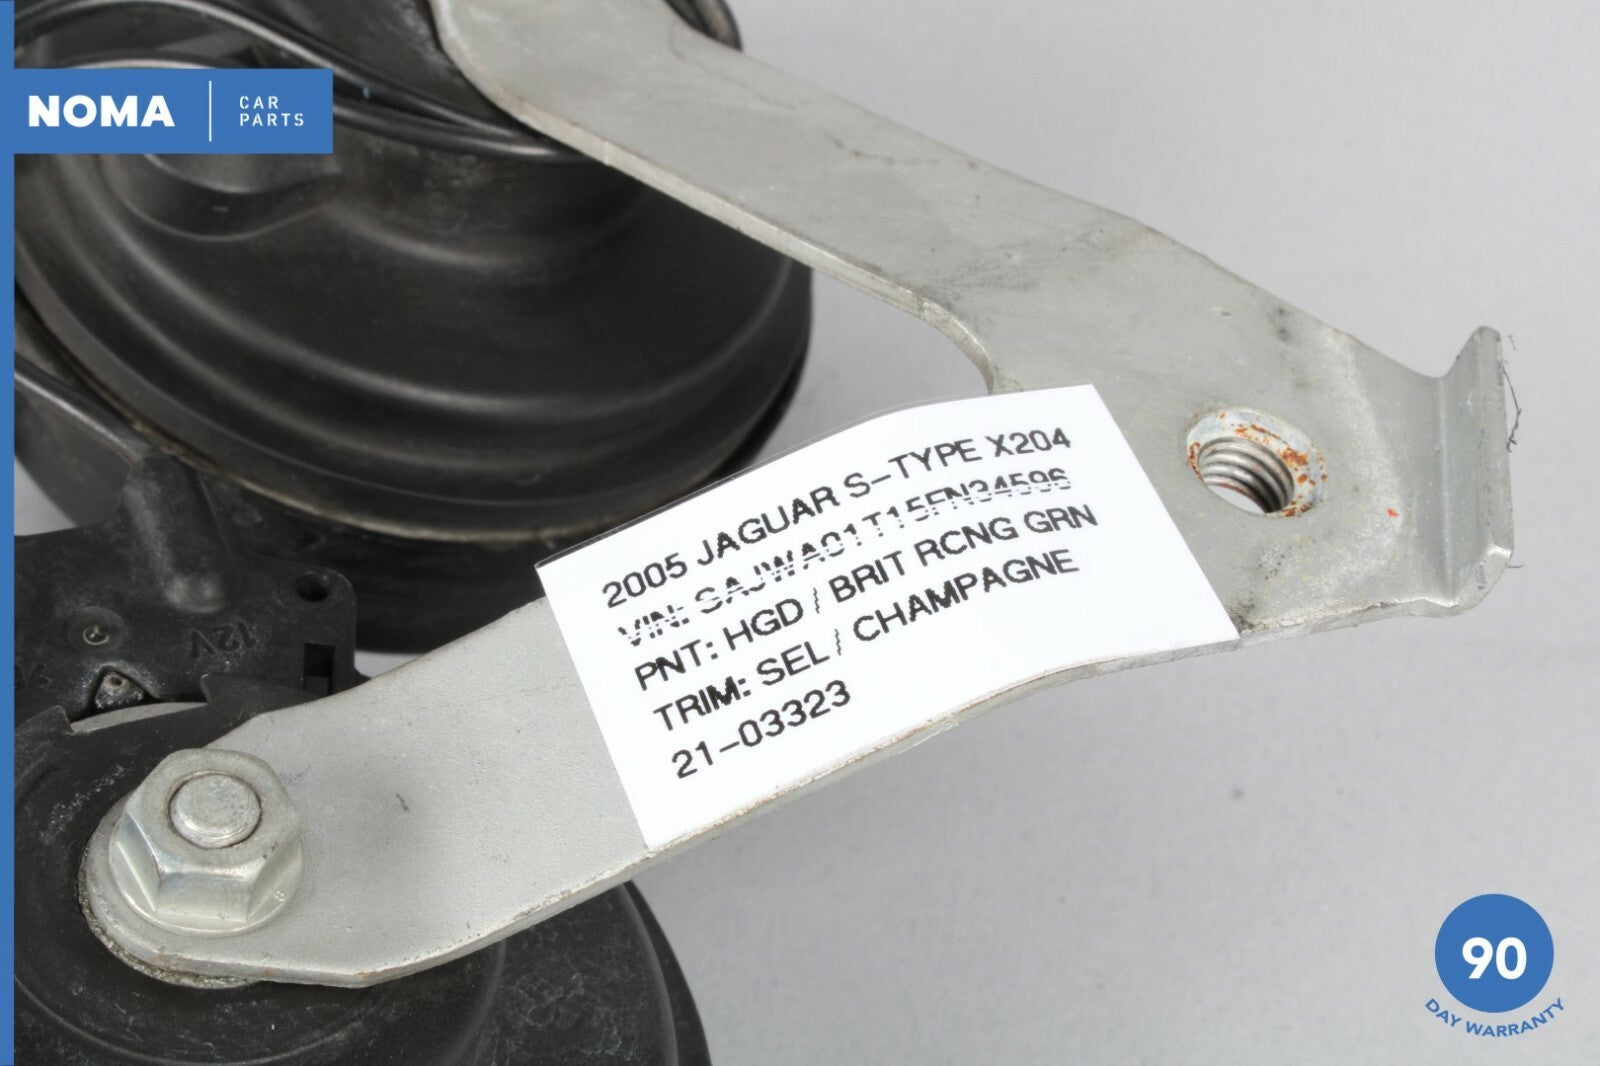 NOMA
CAR
PARTS
2005 JAGUAR S-TYPE X204
VIN: SAJWA01T15FN34596
PNT: HGD / BRIT RCNG GRN
TRIM: SEL / CHAMPAGNE
21-03323
12V
90
DAY WARRANTY